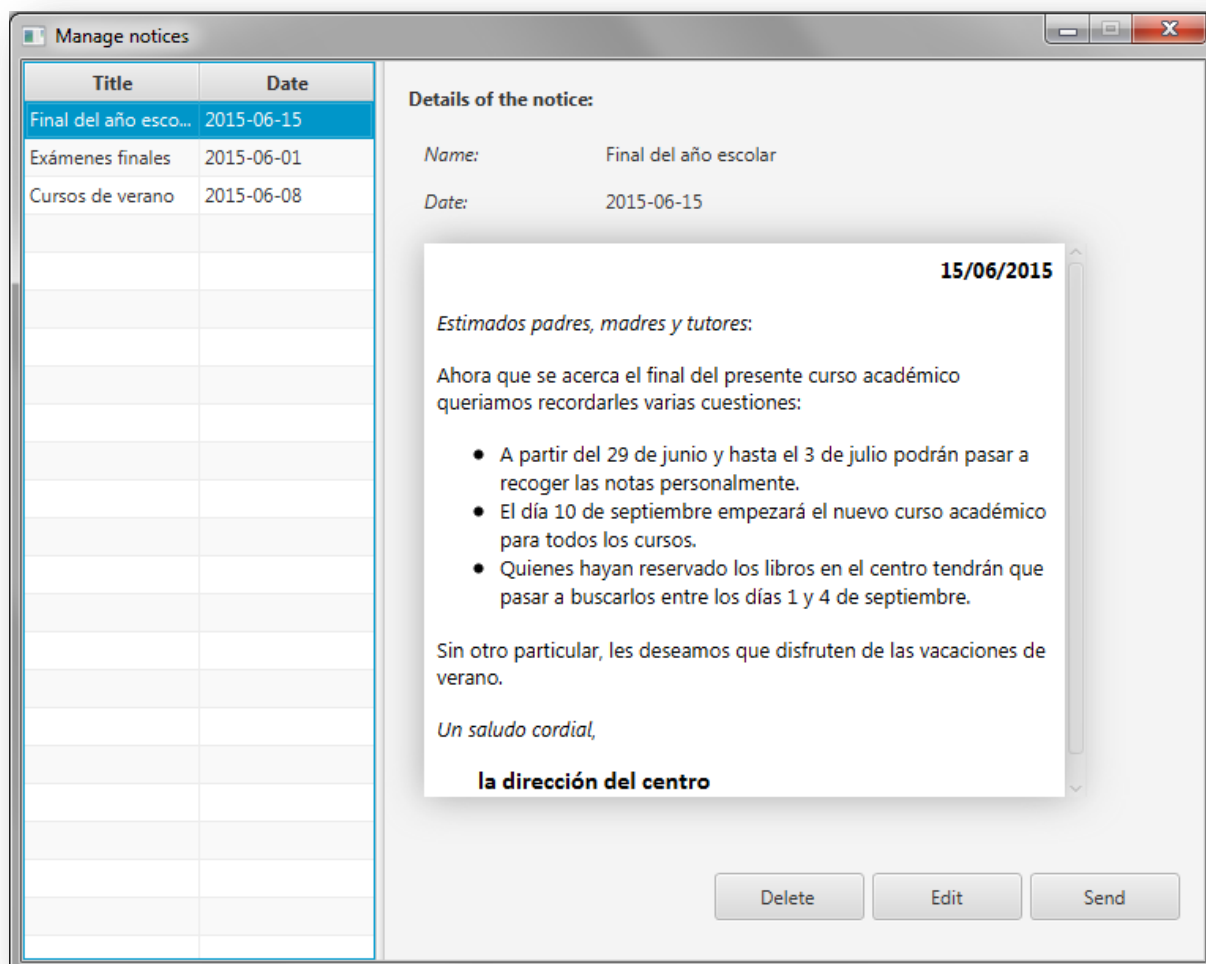 Manage notices
Title Date
Final del año esco... 2015-06-15
Exámenes finales 2015-06-01
Cursos de verano 2015-06-08
Details of the notice:
Name: Final del año escolar
Date: 2015-06-15
15/06/2015
Estimados padres, madres y tutores:
Ahora que se acerca el final del presente curso académico
queriamos recordarles varias cuestiones:
● A partir del 29 de junio y hasta el 3 de julio podrán pasar a
recoger las notas personalmente.
● El día 10 de septiembre empezará el nuevo curso académico
para todos los cursos.
● Quienes hayan reservado los libros en el centro tendrán que
pasar a buscarlos entre los días 1 y 4 de septiembre.
Sin otro particular, les deseamos que disfruten de las vacaciones de
verano.
Un saludo cordial,
la dirección del centro
Delete Edit Send